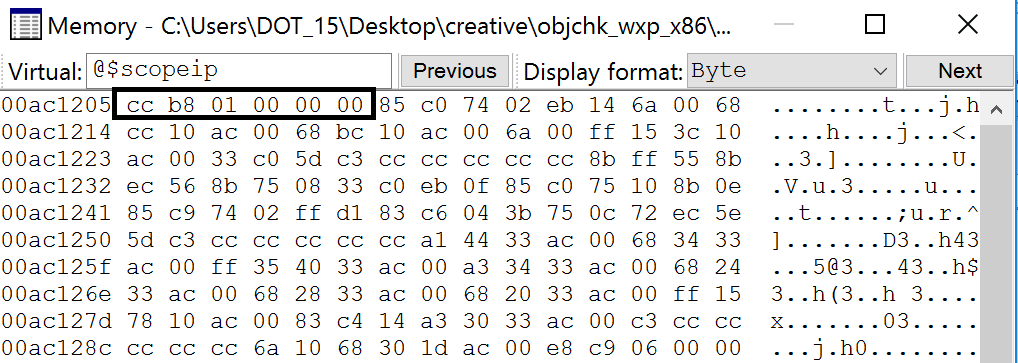 Memory - C:\Users\DOT_15\Desktop\creative\objchk_wxp_x86\...
Virtual: @$scopeip Previous Display format: Byte Next
00ac1205 cc b8 01 00 00 00 85 c0 74 02 eb 14 6a 00 68 ........t...j.h
00ac1214 cc 10 ac 00 68 bc 10 ac 00 6a 00 ff 15 3c 10 ....h....j...<.
00ac1223 ac 00 33 c0 5d c3 cc cc cc cc cc 8b ff 55 8b ..3.]........U.
00ac1232 ec 56 8b 75 08 33 c0 eb 0f 85 c0 75 10 8b 0e .V.u.3.....u...
00ac1241 85 c9 74 02 ff d1 83 c6 04 3b 75 0c 72 ec 5e ..t......;u.r.^
00ac1250 5d c3 cc cc cc cc cc a1 44 33 ac 00 68 34 33 ].......D3..h43
00ac125f ac 00 ff 35 40 33 ac 00 a3 34 33 ac 00 68 24 ...5@3...43..h$
00ac126e 33 ac 00 68 28 33 ac 00 68 20 33 ac 00 ff 15 3..h(3..h 3....
00ac127d 78 10 ac 00 83 c4 14 a3 30 33 ac 00 c3 cc cc x.......03.....
00ac128c cc cc cc 6a 10 68 30 1d ac 00 e8 c9 06 00 00 ...j.h0........